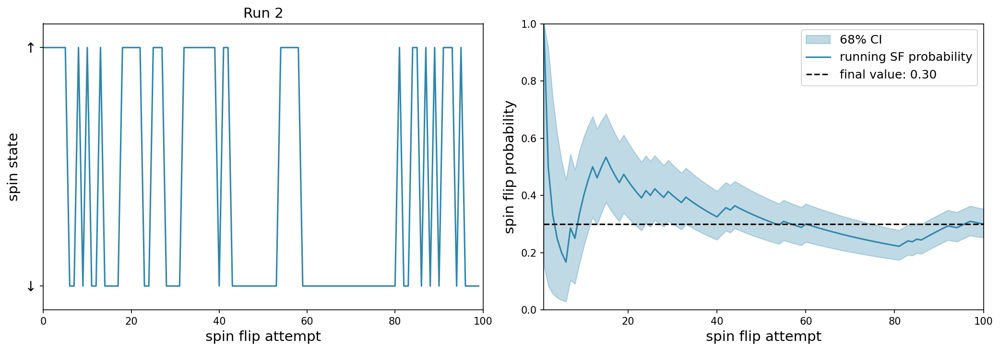 Run 2
spin state
↑
↓
0 20 40 60 80 100
spin flip attempt
spin flip probability
1.0
0.8
0.6
0.4
0.2
0.0
68% CI
running SF probability
final value: 0.30
20 40 60 80 100
spin flip attempt